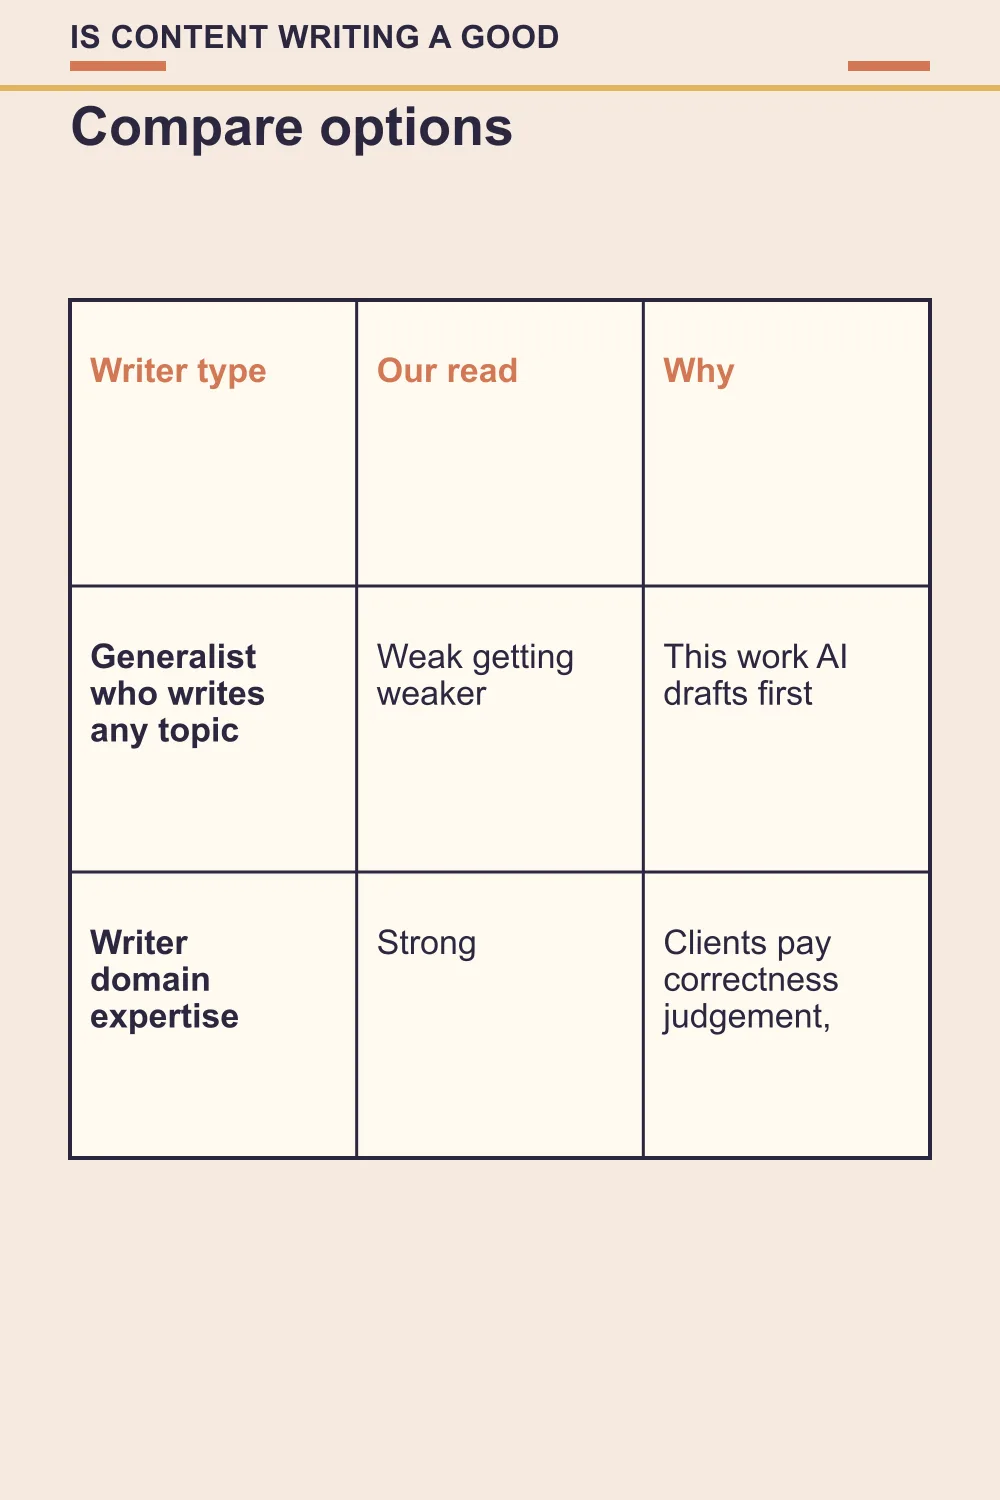 IS CONTENT WRITING A GOOD
Compare options
Writer type
Our read
Why
Generalist
who writes
any topic
Weak getting
weaker
This work AI
drafts first
Writer
domain
expertise
Strong
Clients pay
correctness
judgement,